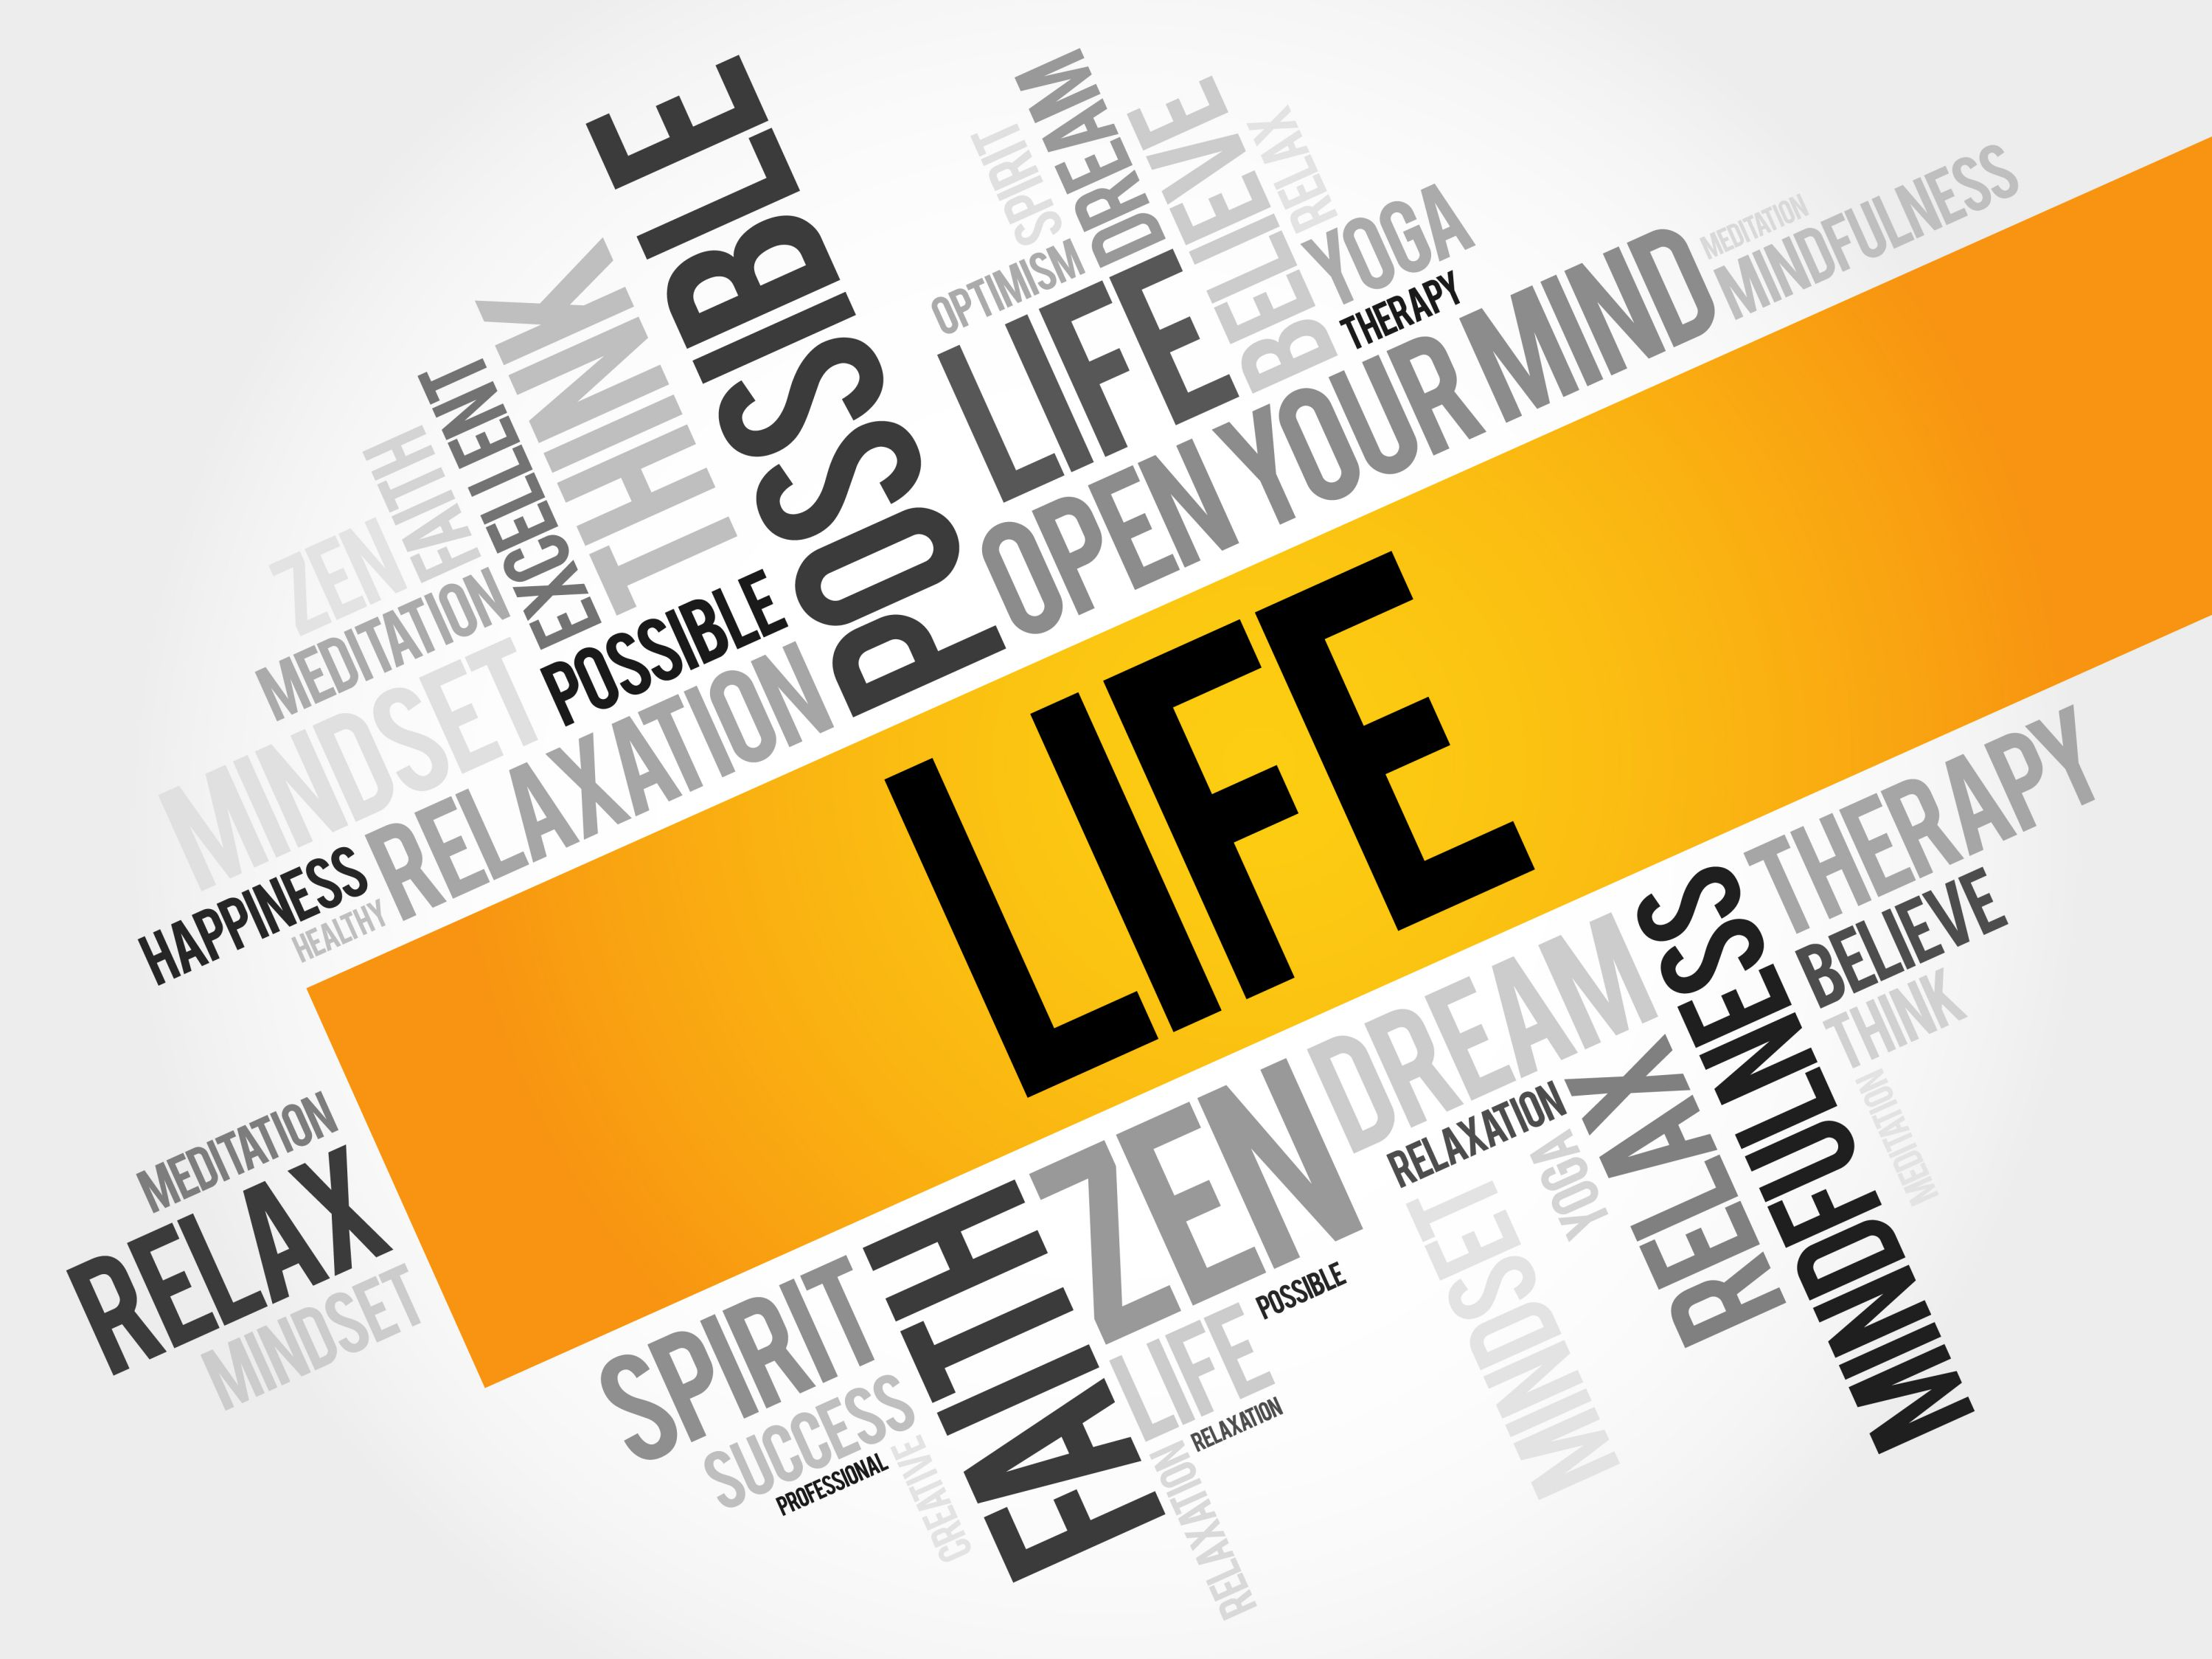 POSSIBLE
SPIRIT
DREAM
BELIEVE
RELAX
OPTIMISM
LIFE
YOGA
THERAPY
OPEN YOUR MIND
MEDITATION
MINDFULNESS
THINK
EXCELLENT
FAITH
ZEN
MEDITATION
POSSIBLE
MINDSET
RELAXATION
HAPPINESS
HEALTHY
LIFE
MEDITATION
RELAX
MINDSET
THERAPY
BELIEVE
THINK
MEDITATION
MINDFULNESS
DREAM
RELAX
RELAXATION
YOGA
MINDSET
ZEN
POSSIBLE
LIFE
RELAXATION
RELAXATION
FAITH
SPIRIT
SUCCESS
PROFESSIONAL
CREATIVE